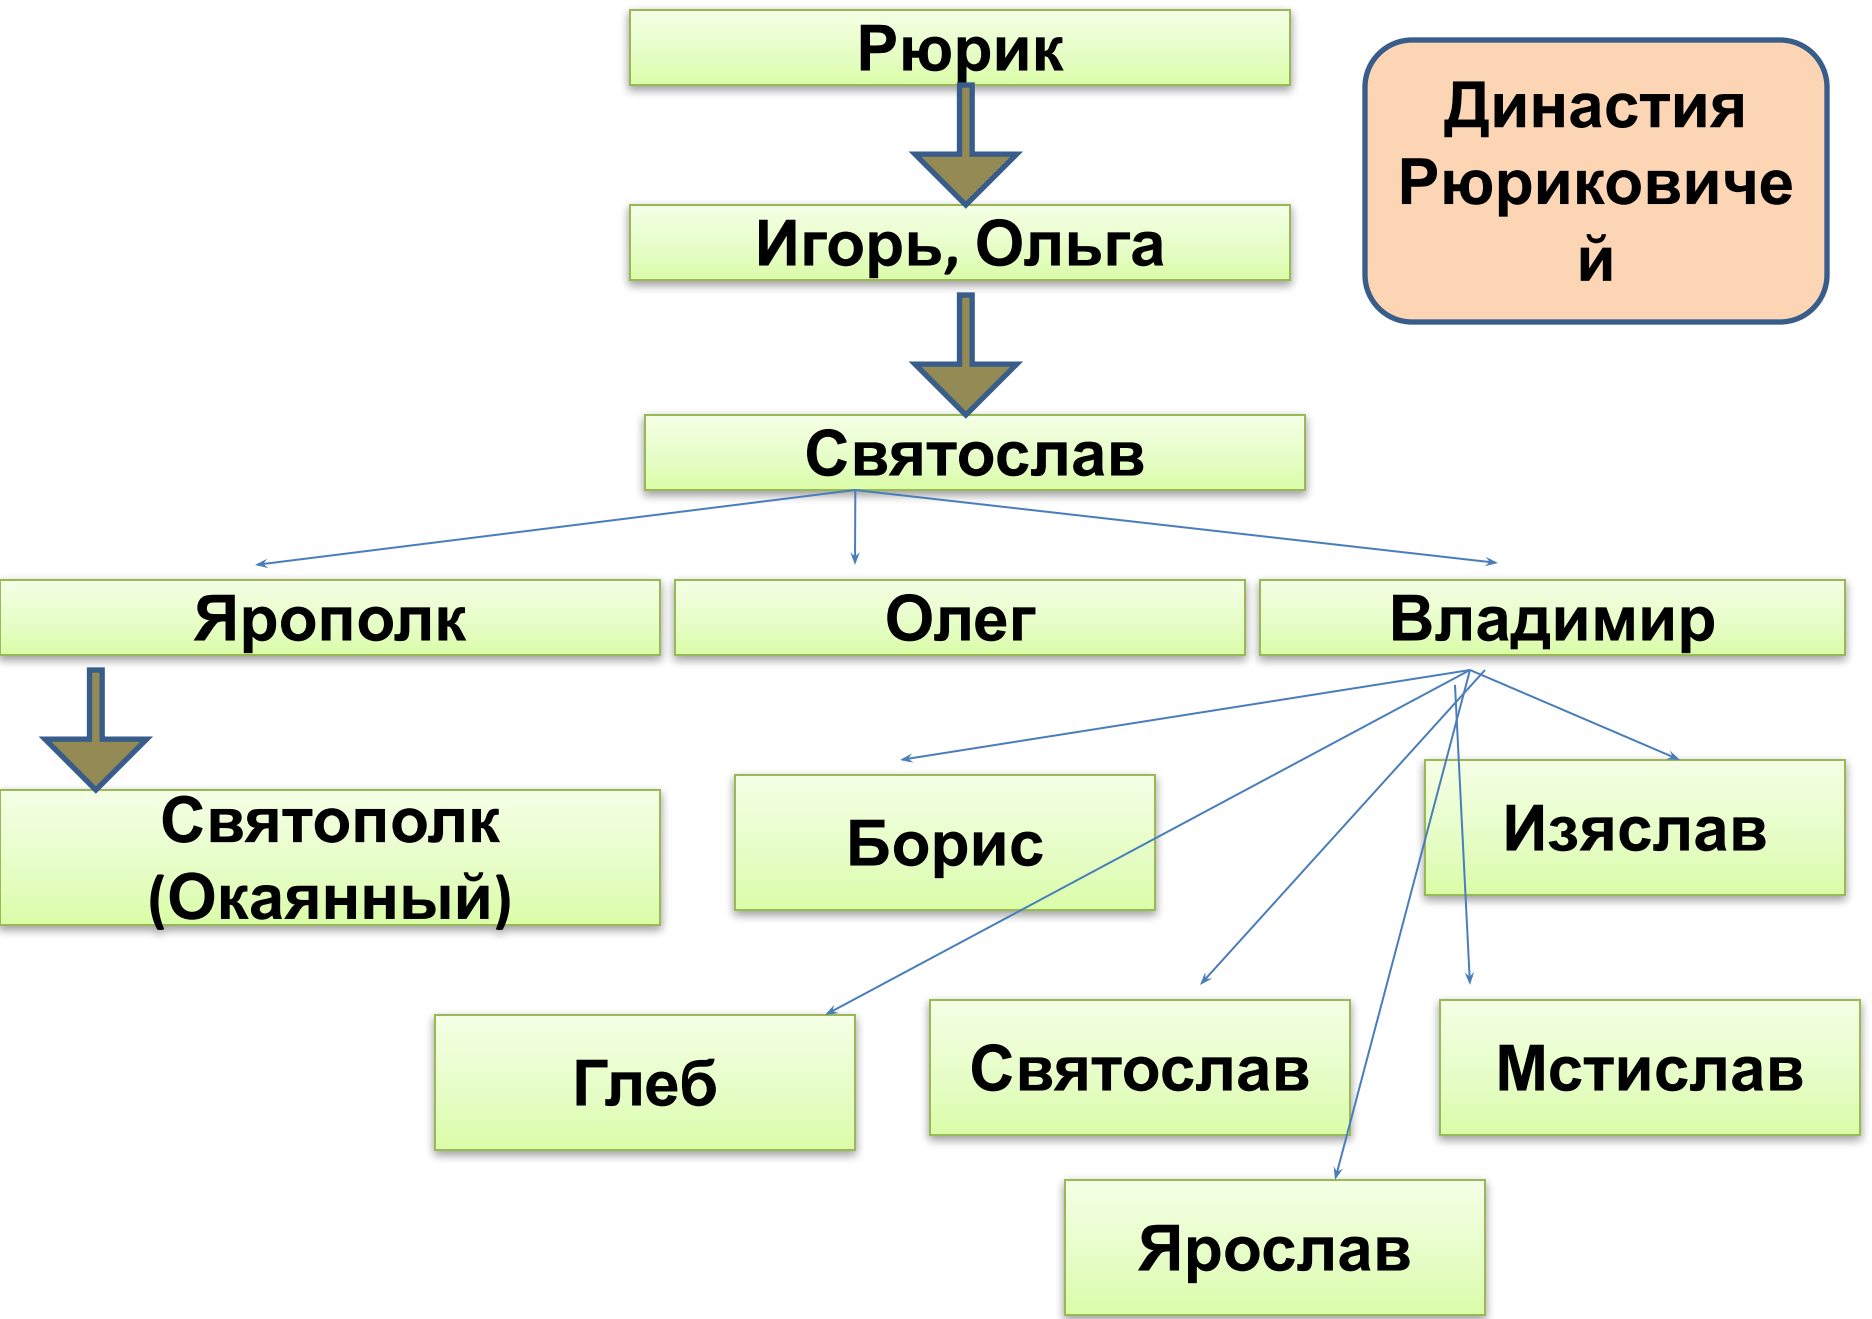 Рюрик
Династия
Рюриковиче
й
Игорь, Ольга
Святослав
Ярополк
Олег
Владимир
Святополк
(Окаянный)
Борис
Изяслав
Глеб
Святослав
Мстислав
Ярослав